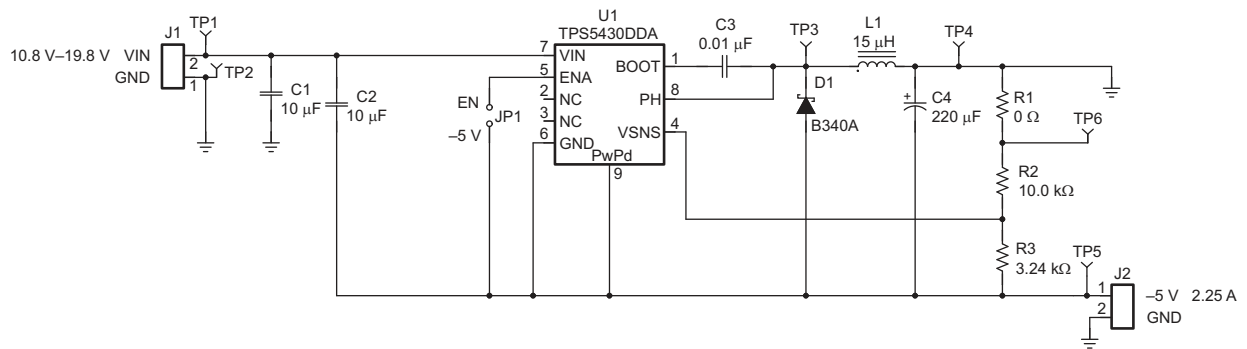 J1
TP1
10.8 V–19.8 V VIN
2
GND
1
TP2
C1
10 µF
C2
10 µF
EN
JP1
–5 V
U1
TPS5430DDA
7 VIN
5 ENA
2 NC
3 NC
6 GND
BOOT 1
PH 8
VSNS 4
PwPd
9
C3
0.01 µF
TP3
D1
B340A
L1
15 µH
TP4
+
C4
220 µF
R1
0 Ω
TP6
R2
10.0 kΩ
R3
3.24 kΩ
TP5
J2
1 –5 V 2.25 A
2 GND